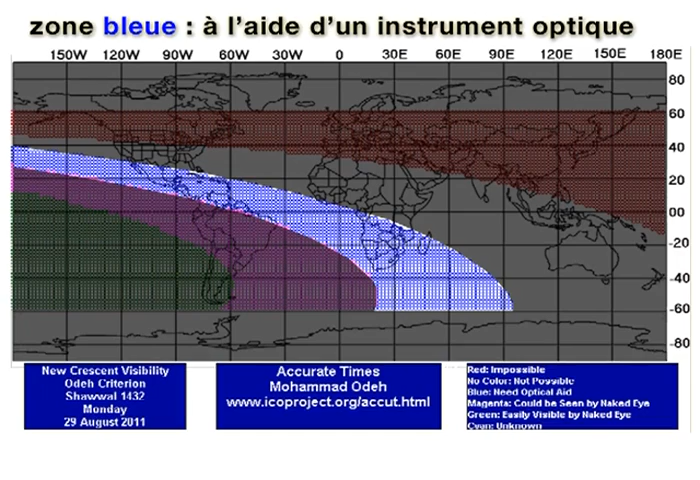 zone bleue : à l'aide d'un instrument optique
150W 120W 90W 60W 30W 0 30E 60E 90E 120E 150E 180E
80
60
40
20
00
-20
-40
-60
-80
New Crescent Visibility
Odeh Criterion
Shawwal 1432
Monday
29 August 2011
Accurate Times
Mohammad Odeh
www.icoproject.org/accut.html
Red: Impossible
No Color: Not Possible
Blue: Need Optical Aid
Magenta: Could be Seen by Naked Eye
Green: Easily Visible by Naked Eye
Cyan: Unknown